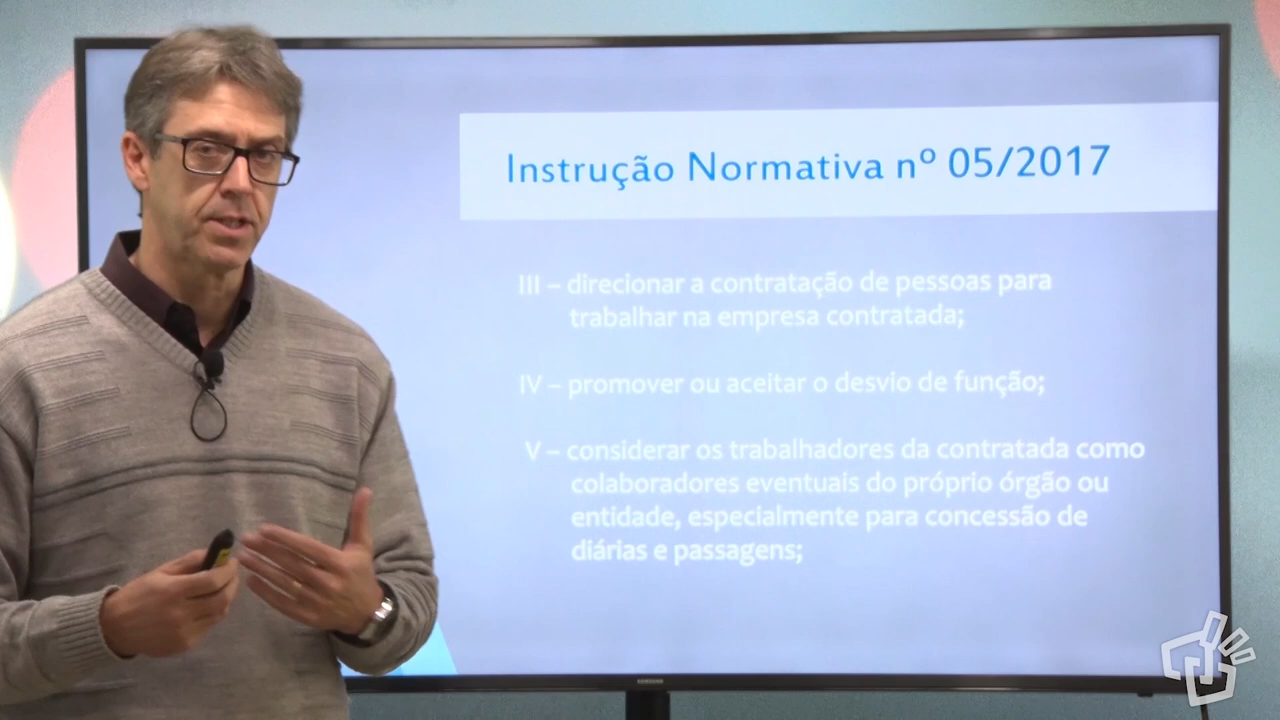 Instrução Normativa nº 05/2017
III – direcionar a contratação de pessoas para
trabalhar na empresa contratada;
IV – promover ou aceitar o desvio de função;
V – considerar os trabalhadores da contratada como
colaboradores eventuais do próprio órgão ou
entidade, especialmente para concessão de
diárias e passagens;
SAMSUNG